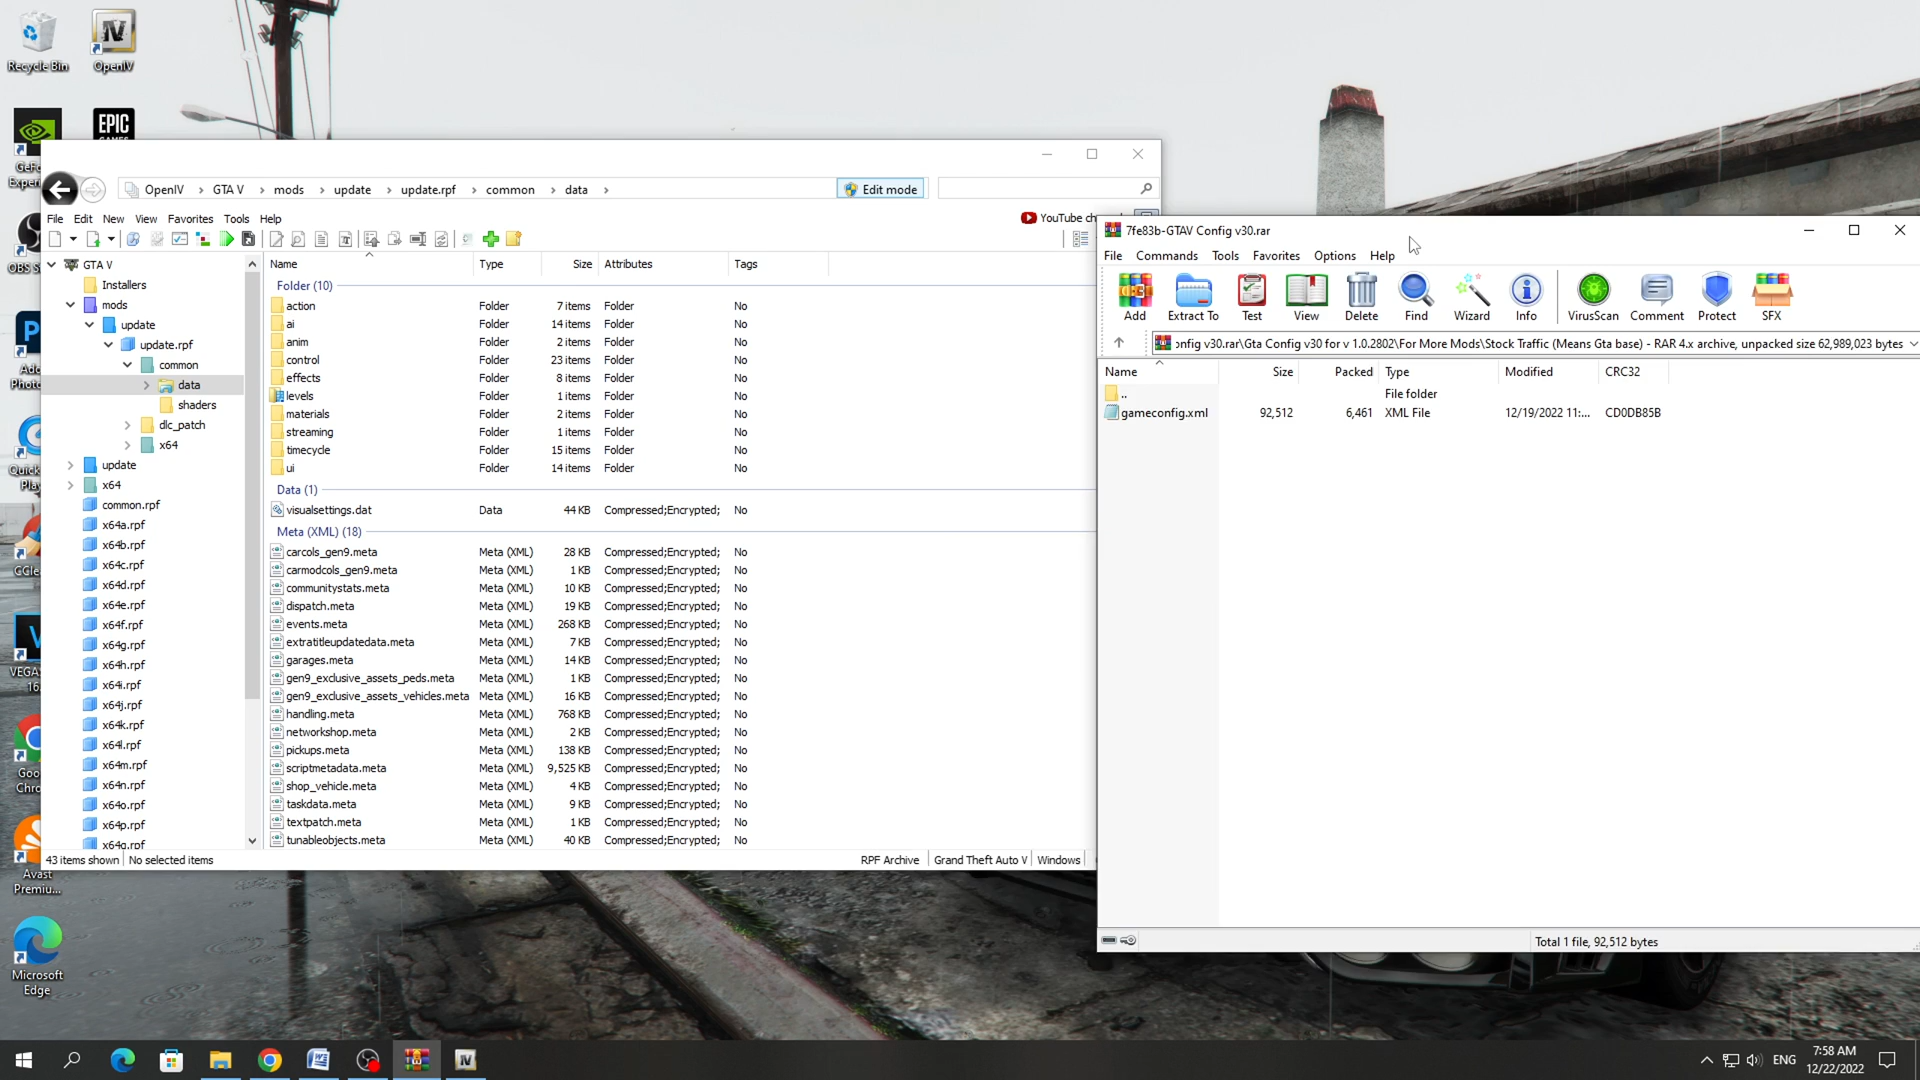 Recycle Bin
OpenIV
EPIC
OpenIV
GTA V
mods
update
update.rpf
common
data
Edit mode
File Edit New View Favorites Tools Help
YouTube
GTA V
Installers
mods
update
update.rpf
common
data
shaders
dlc_patch
x64
update
x64
common.rpf
x64a.rpf
x64b.rpf
x64c.rpf
x64d.rpf
x64e.rpf
x64f.rpf
x64g.rpf
x64h.rpf
x64i.rpf
x64j.rpf
x64k.rpf
x64l.rpf
x64m.rpf
x64n.rpf
x64o.rpf
x64p.rpf
x64q.rpf
Name Type Size Attributes Tags
Folder (10)
action Folder 7 items Folder No
ai Folder 14 items Folder No
anim Folder 2 items Folder No
control Folder 23 items Folder No
effects Folder 8 items Folder No
levels Folder 1 items Folder No
materials Folder 2 items Folder No
streaming Folder 1 items Folder No
timecycle Folder 15 items Folder No
ui Folder 14 items Folder No
Data (1)
visualsettings.dat Data 44 KB Compressed;Encrypted; No
Meta (XML) (18)
carcols_gen9.meta Meta (XML) 28 KB Compressed;Encrypted; No
carmodcols_gen9.meta Meta (XML) 1 KB Compressed;Encrypted; No
communitystats.meta Meta (XML) 10 KB Compressed;Encrypted; No
dispatch.meta Meta (XML) 19 KB Compressed;Encrypted; No
events.meta Meta (XML) 268 KB Compressed;Encrypted; No
extratitleupdatedata.meta Meta (XML) 7 KB Compressed;Encrypted; No
garages.meta Meta (XML) 14 KB Compressed;Encrypted; No
gen9_exclusive_assets_peds.meta Meta (XML) 1 KB Compressed;Encrypted; No
gen9_exclusive_assets_vehicles.meta Meta (XML) 16 KB Compressed;Encrypted; No
handling.meta Meta (XML) 768 KB Compressed;Encrypted; No
networkshop.meta Meta (XML) 2 KB Compressed;Encrypted; No
pickups.meta Meta (XML) 138 KB Compressed;Encrypted; No
scriptmetadata.meta Meta (XML) 9,525 KB Compressed;Encrypted; No
shop_vehicle.meta Meta (XML) 4 KB Compressed;Encrypted; No
taskdata.meta Meta (XML) 9 KB Compressed;Encrypted; No
textpatch.meta Meta (XML) 1 KB Compressed;Encrypted; No
tunableobjects.meta Meta (XML) 40 KB Compressed;Encrypted; No
43 items shown No selected items RPF Archive Grand Theft Auto V Windows
7fe83b-GTAV Config v30.rar
File Commands Tools Favorites Options Help
Add Extract To Test View Delete Find Wizard Info VirusScan Comment Protect SFX
onfig v30.rar\Gta Config v30 for v 1.0.2802\For More Mods\Stock Traffic (Means Gta base) - RAR 4.x archive, unpacked size 62,989,023 bytes
Name Size Packed Type Modified CRC32
.. File folder
gameconfig.xml 92,512 6,461 XML File 12/19/2022 11:... CD0DB85B
Total 1 file, 92,512 bytes
Avast
Premiu...
Microsoft
Edge
ENG
7:58 AM
12/22/2022